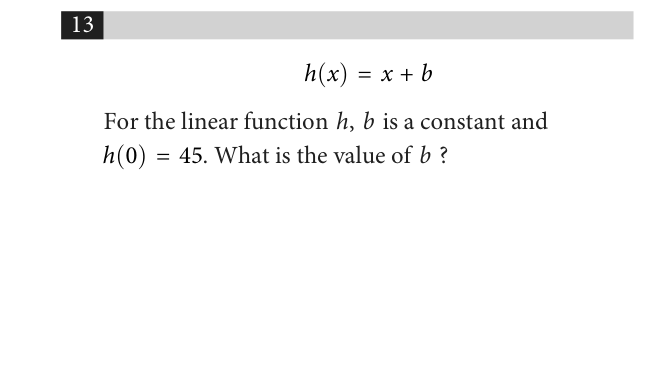 13
h(x) = x + b
For the linear function h, b is a constant and
h(0) = 45. What is the value of b ?